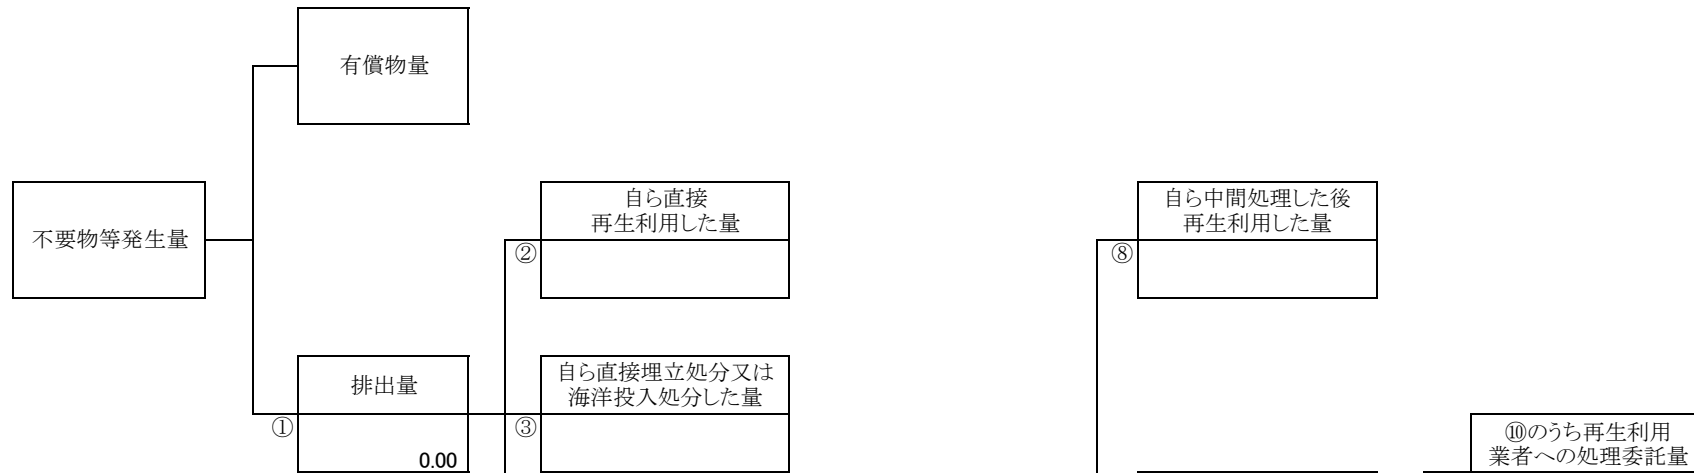 有償物量
不要物等発生量
自ら直接
再生利用した量
②
自ら中間処理した後
再生利用した量
⑧
排出量
①
0.00
自ら直接埋立処分又は
海洋投入処分した量
③
⑩のうち再生利用
業者への処理委託量